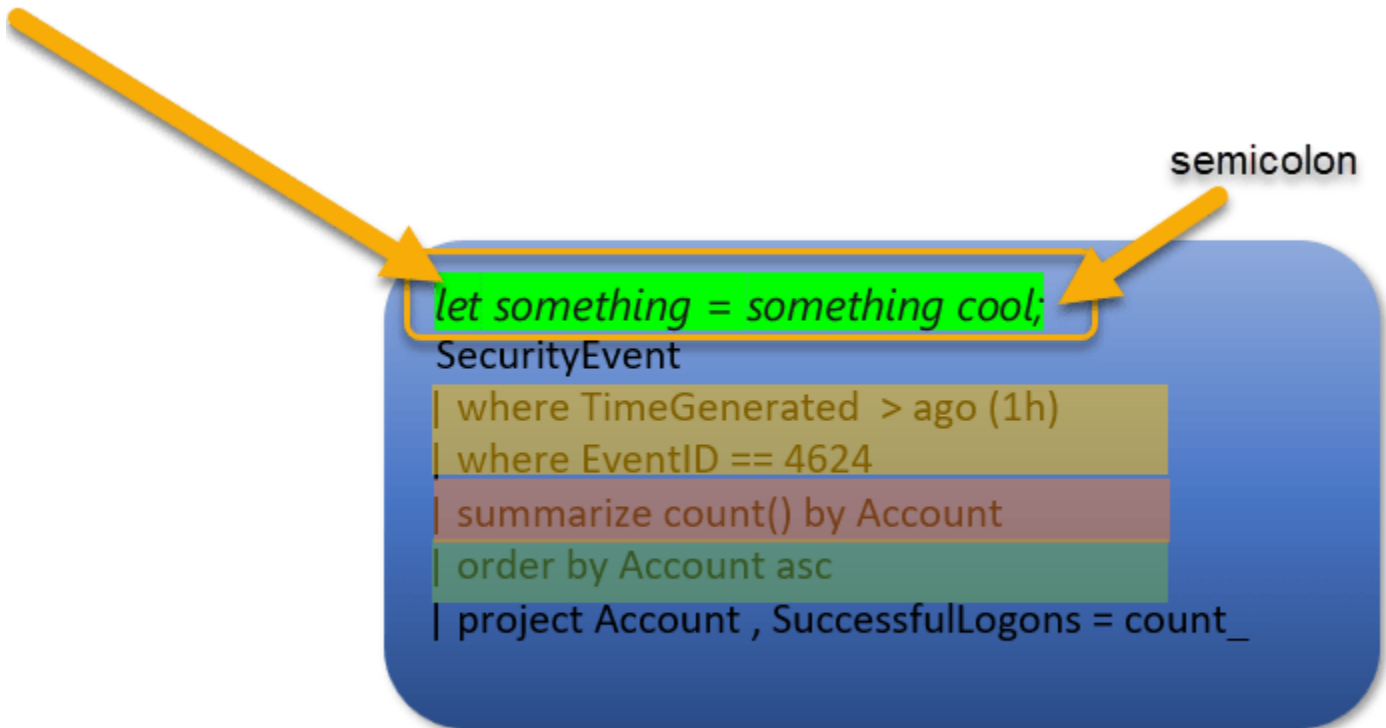 semicolon
let something = something cool;
SecurityEvent
| where TimeGenerated > ago (1h)
| where EventID == 4624
| summarize count() by Account
| order by Account asc
| project Account , SuccessfulLogons = count_